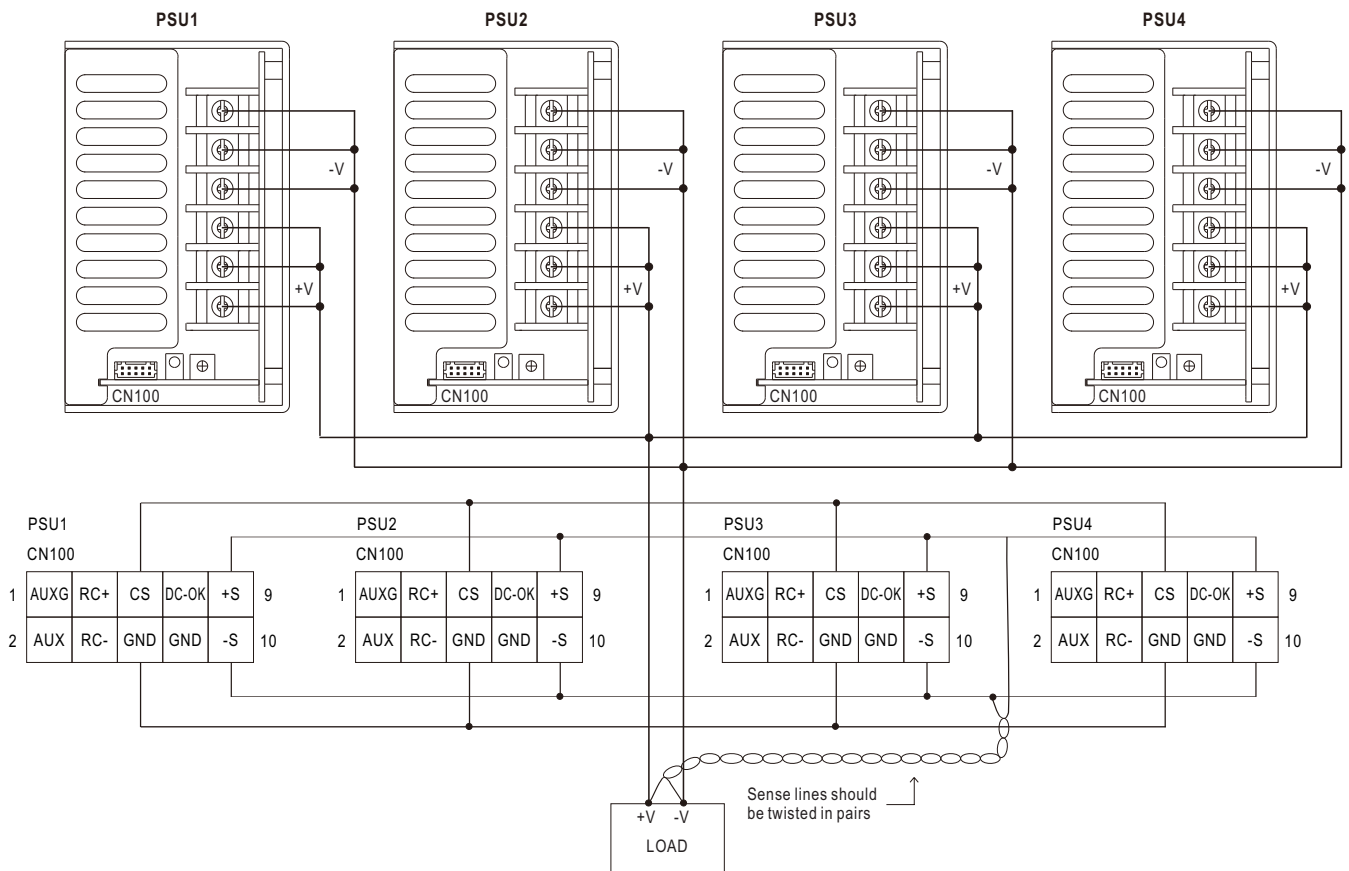 PSU1 PSU2 PSU3 PSU4
-V -V -V -V
+V +V +V +V
CN100 CN100 CN100 CN100
PSU1 PSU2 PSU3 PSU4
CN100 CN100 CN100 CN100
1 AUXG RC+ CS DC-OK +S 9 1 AUXG RC+ CS DC-OK +S 9 1 AUXG RC+ CS DC-OK +S 9 1 AUXG RC+ CS DC-OK +S 9
2 AUX RC- GND GND -S 10 2 AUX RC- GND GND -S 10 2 AUX RC- GND GND -S 10 2 AUX RC- GND GND -S 10
Sense lines should
be twisted in pairs
+V -V
LOAD